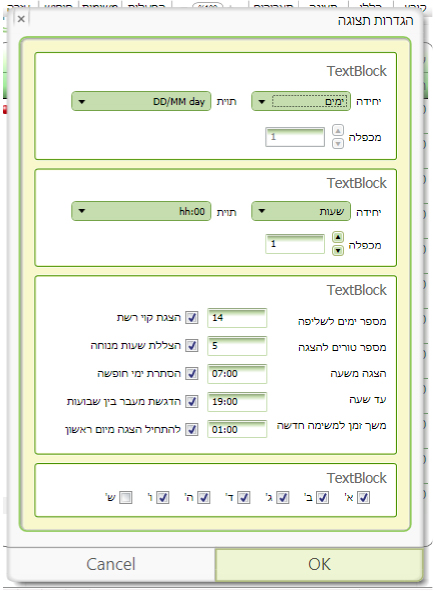 הגדרות תצוגה
TextBlock
יחידה ימים תוית DD/MM day
מכפלה 1
TextBlock
יחידה שעות תוית hh:00
מכפלה 1
TextBlock
מספר ימים לשליפה 14 הצגת קוי רשת
מספר טורים להצגה 5 הצללת שעות מנוחה
הצגה משעה 07:00 הסתרת ימי חופשה
עד שעה 19:00 הדגשת מעבר בין שבועות
משך זמן למשימה חדשה 01:00 להתחיל הצגה מיום ראשון
TextBlock
א' ב' ג' ד' ה' ו' ש'
Cancel OK